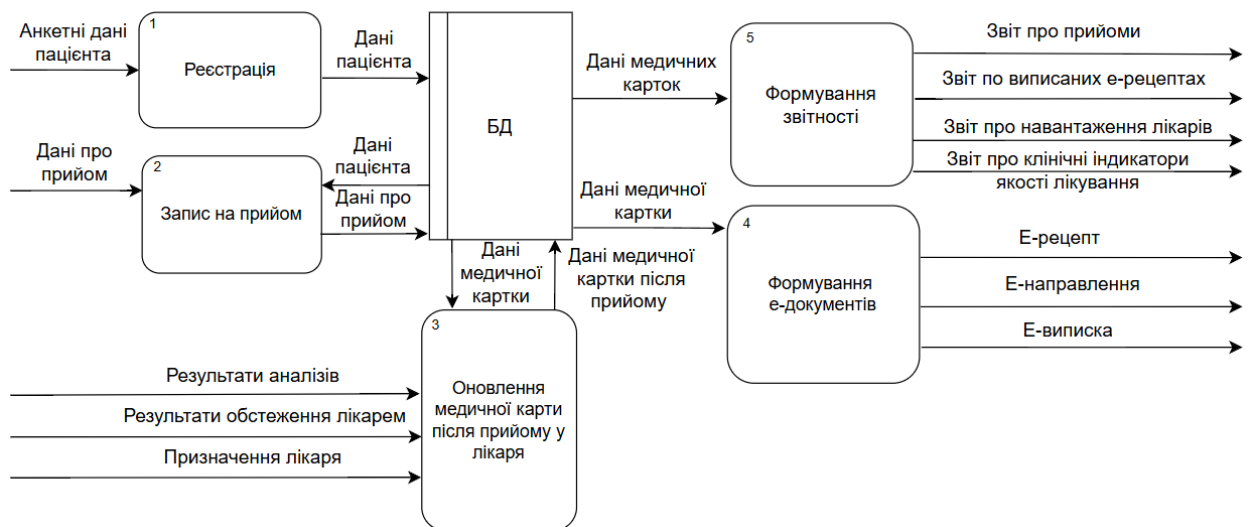 1
Анкетні дані
пацієнта
Реєстрація
Дані
пацієнта
БД
Дані медичних
карток
5
Формування
звітності
Звіт про прийоми
Звіт по виписаних е-рецептах
Звіт про навантаження лікарів
Звіт про клінічні індикатори
якості лікування
Дані про
прийом
2
Запис на прийом
Дані
пацієнта
Дані про
прийом
Дані медичної
картки
4
Формування
е-документів
Е-рецепт
Е-направлення
Е-виписка
Дані
медичної
картки
Дані медичної
картки після
прийому
3
Оновлення
медичної карти
після прийому у
лікаря
Результати аналізів
Результати обстеження лікарем
Призначення лікаря